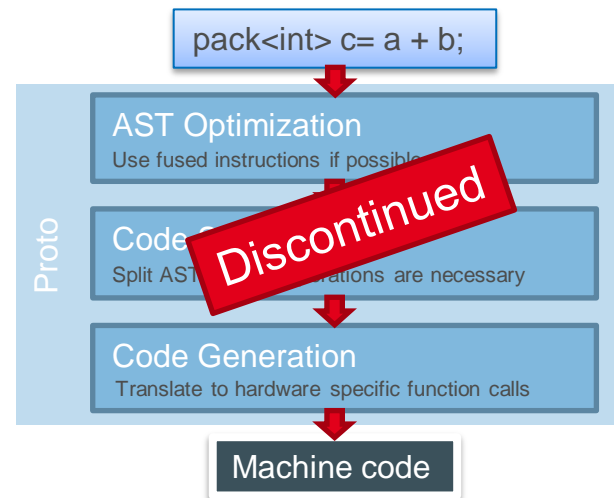 pack<int> c= a + b;
Proto
AST Optimization
Use fused instructions if possible
Discontinued
Code
Split AST are necessary
Code Generation
Translate to hardware specific function calls
Machine code